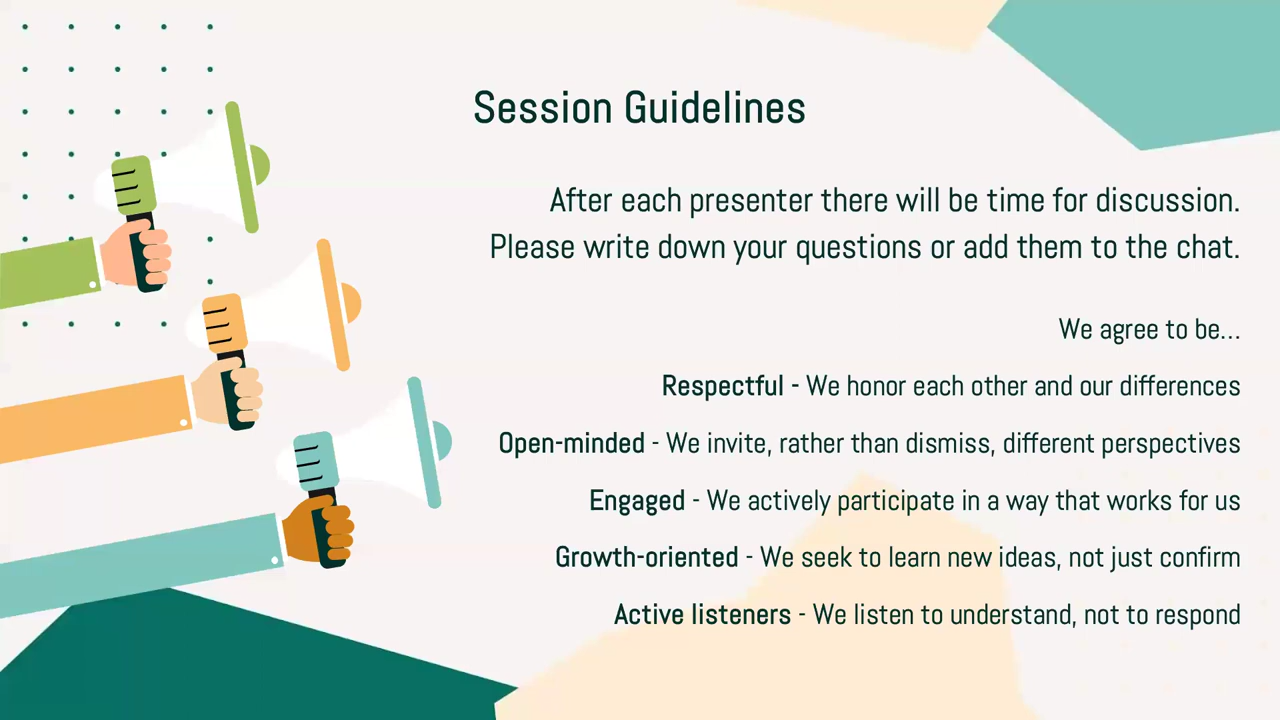 Session Guidelines
After each presenter there will be time for discussion.
Please write down your questions or add them to the chat.
We agree to be...
Respectful - We honor each other and our differences
Open-minded - We invite, rather than dismiss, different perspectives
Engaged - We actively participate in a way that works for us
Growth-oriented - We seek to learn new ideas, not just confirm
Active listeners - We listen to understand, not to respond